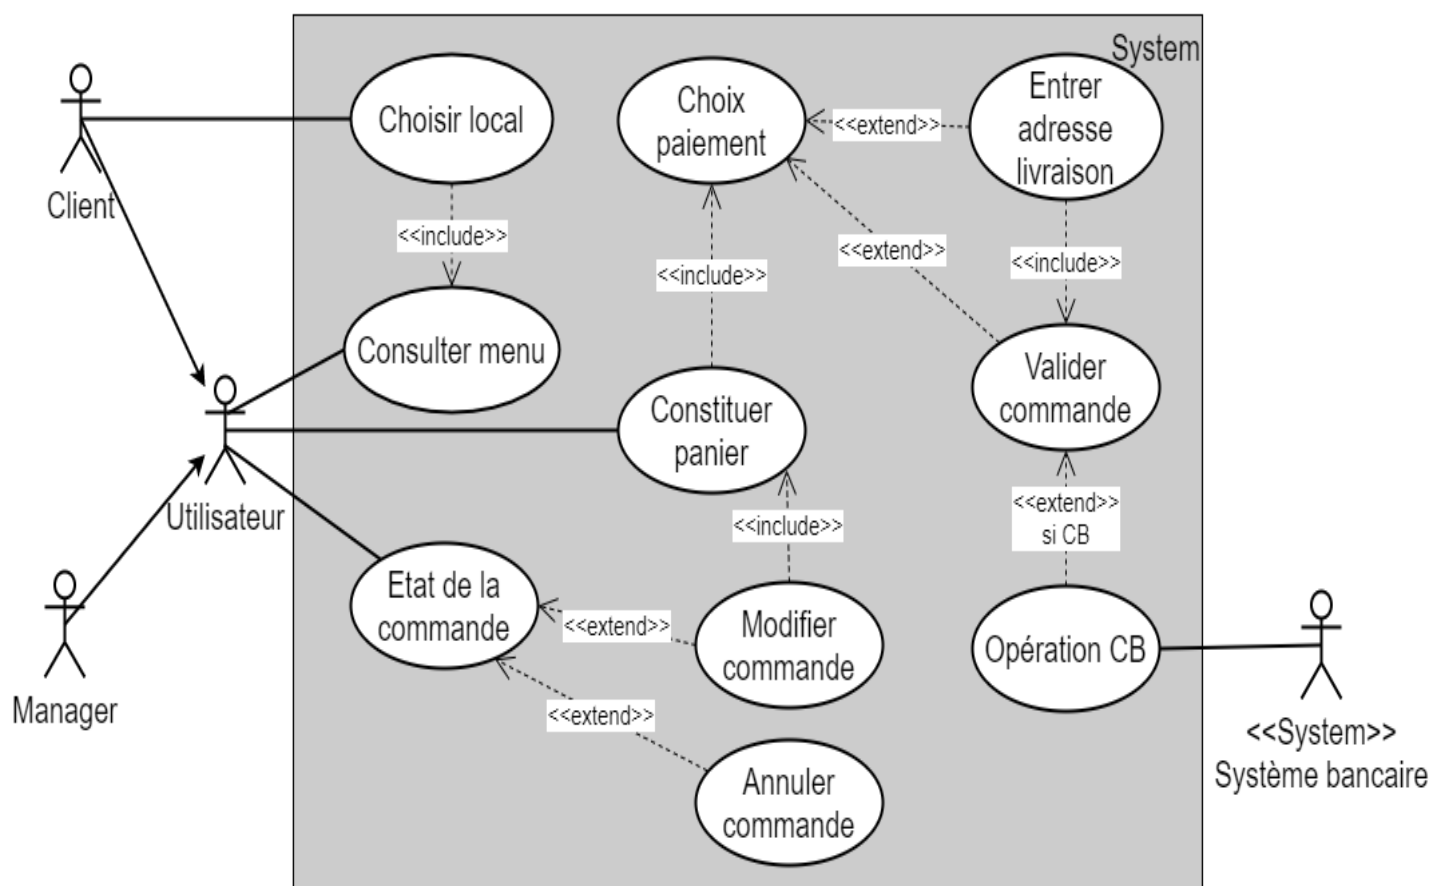 System
Choisir local
Choix
paiement
<<extend>>
Entrer
adresse
livraison
Client
<<include>>
<<extend>>
<<include>>
<<include>>
Consulter menu
Valider
commande
Constituer
panier
Utilisateur
<<include>>
<<extend>>
si CB
Etat de la
commande
<<extend>>
Modifier
commande
Opération CB
Manager
<<extend>>
<<System>>
Système bancaire
Annuler
commande